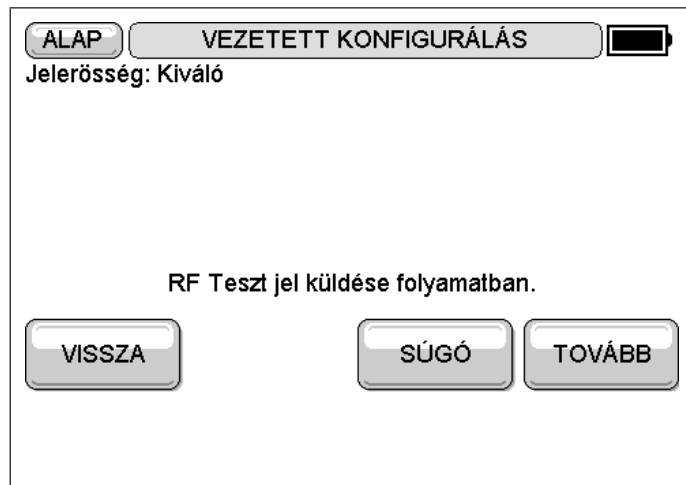 ALAP VEZETETT KONFIGURÁLÁS
Jelerösség: Kiváló
RF Teszt jel küldése folyamatban.
VISSZA SÚGÓ TOVÁBB